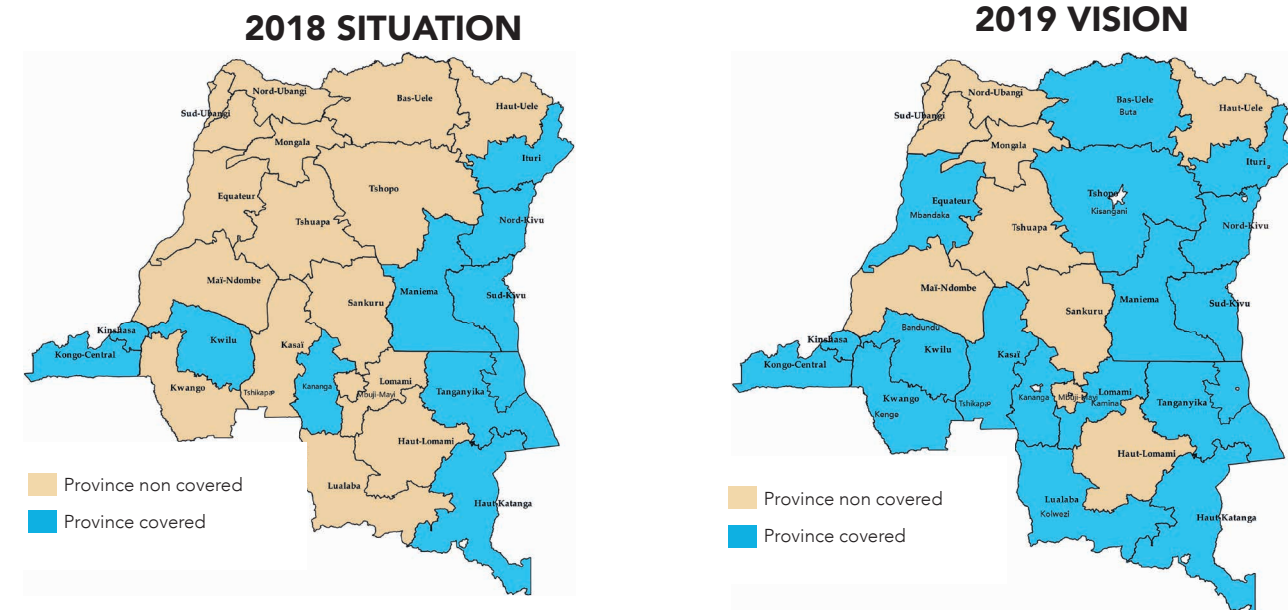 2018 SITUATION
Nord-Ubangi
Bas-Uele
Haut-Uele
Sud-Ubangi
Mongala
Ituri
Tshopo
Equateur
Tshuapa
Nord-Kivu
Maï-Ndombe
Maniema
Sud-Kivu
Sankuru
Kinshasa
Kwilu
Kasaï
Kongo-Central
Kwango
Tshikapa
Kananga
Lomami
Mbuji-Mayi
Tanganyika
Haut-Lomami
Lualaba
Haut-Katanga
Province non covered
Province covered
2019 VISION
Nord-Ubangi
Bas-Uele
Buta
Haut-Uele
Sud-Ubangi
Mongala
Ituri
Tshopo
Kisangani
Equateur
Mbandaka
Tshuapa
Nord-Kivu
Maï-Ndombe
Maniema
Sud-Kivu
Sankuru
Bandundu
Kinshasa
Kwilu
Kasaï
Kongo-Central
Kwango
Kenge
Tshikapa
Kananga
Lomami
Mbuji-Mayi
Kamina
Tanganyika
Haut-Lomami
Lualaba
Kolwezi
Haut-Katanga
Province non covered
Province covered